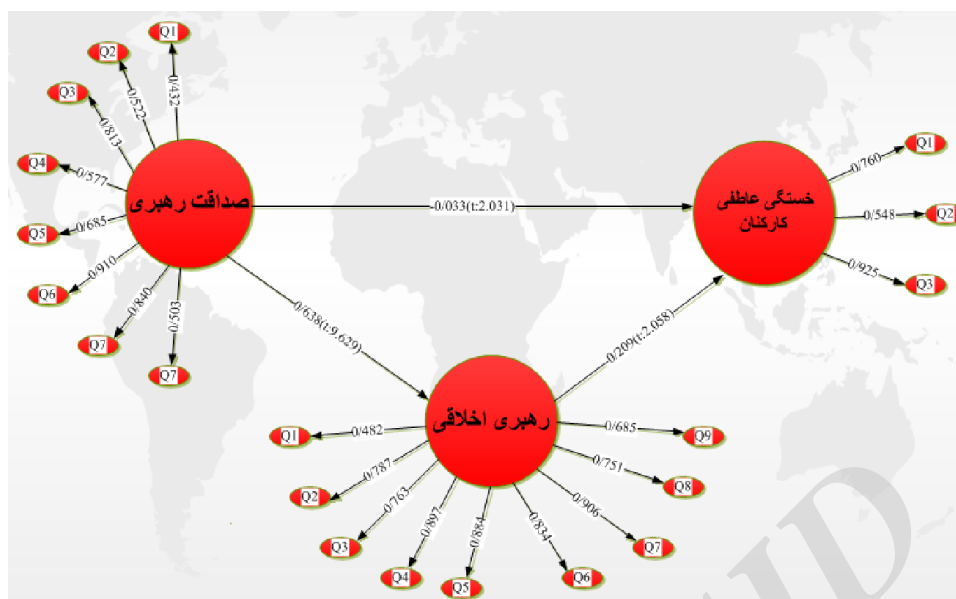 Q1
0/432
Q2
0/522
Q3
0/813
Q4
0/577
Q5
0/685
Q6
0/910
Q7
0/840
Q7
0/503
صداقت رهبری
-0/033(t:2.031)
0/638(t:9.629)
خستگی عاطفی
کارکنان
0/760
Q1
0/548
Q2
0/925
Q3
-0/209(t:2.058)
رهبری اخلاقی
0/482
Q1
0/787
Q2
0/763
Q3
0/897
Q4
0/884
Q5
0/834
Q6
0/906
Q7
0/751
Q8
0/685
Q9